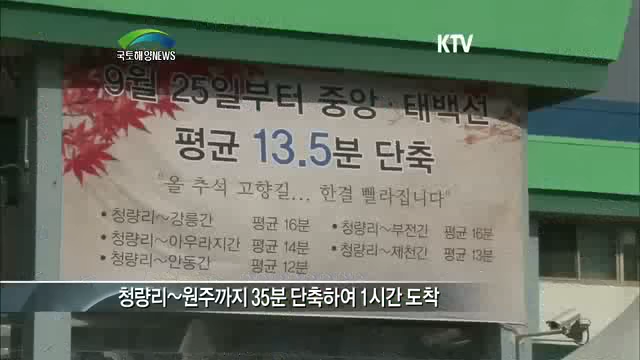 국토해양NEWS
KTV
9월 25일부터 중앙·태백선
평균 13.5분 단축
"올 추석 고향길... 한결 빨라집니다"
• 청량리~강릉간 평균 16분 • 청량리~부전간 평균 16분
• 청량리~아우라지간 평균 14분 • 청량리~제천간 평균 13분
• 청량리~안동간 평균 12분
청량리~원주까지 35분 단축하여 1시간 도착